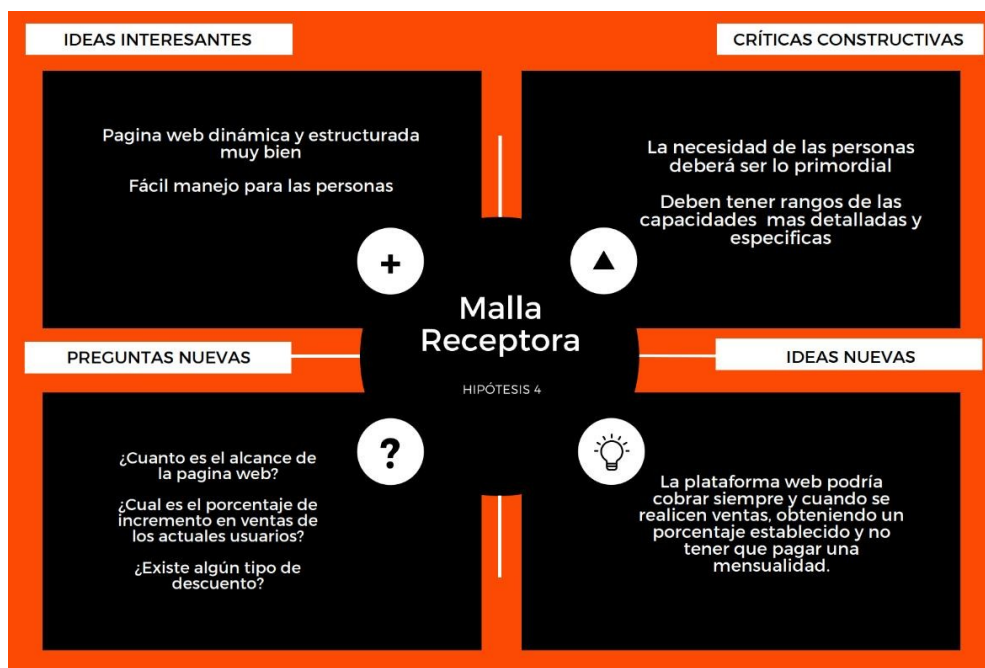 IDEAS INTERESANTES
Pagina web dinámica y estructurada
muy bien
Fácil manejo para las personas
+
CRÍTICAS CONSTRUCTIVAS
La necesidad de las personas
deberá ser lo primordial
Deben tener rangos de las
capacidades mas detalladas y
especificas
Malla
Receptora
HIPÓTESIS 4
PREGUNTAS NUEVAS
?
¿Cuanto es el alcance de
la pagina web?
¿Cual es el porcentaje de
incremento en ventas de
los actuales usuarios?
¿Existe algún tipo de
descuento?
IDEAS NUEVAS
La plataforma web podría
cobrar siempre y cuando se
realicen ventas, obteniendo un
porcentaje establecido y no
tener que pagar una
mensualidad.